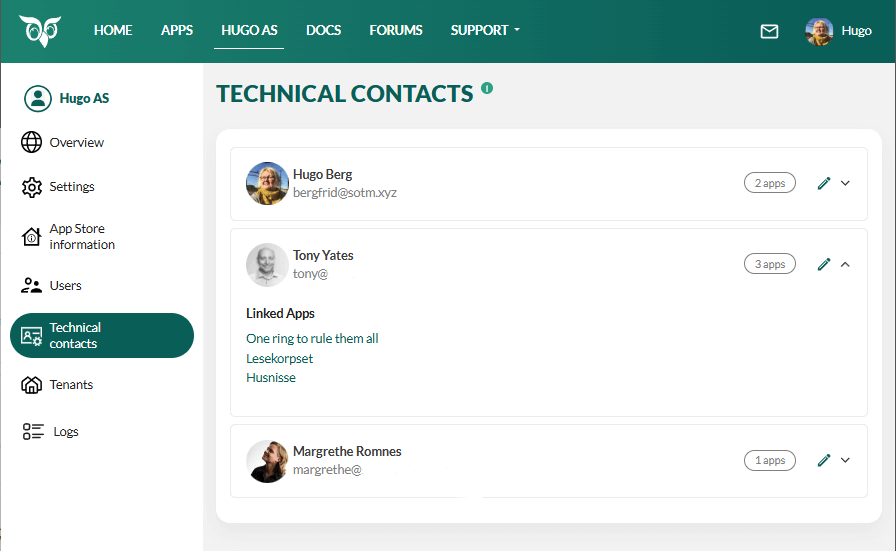 HOME APPS HUGO AS DOCS FORUMS SUPPORT Hugo
Hugo AS
Overview
Settings
App Store
information
Users
Technical
contacts
Tenants
Logs
TECHNICAL CONTACTS i
Hugo Berg
bergfrid@sotm.xyz
2 apps
Tony Yates
tony@
3 apps
Linked Apps
One ring to rule them all
Lesekorpset
Husnisse
Margrethe Romnes
margrethe@
1 apps